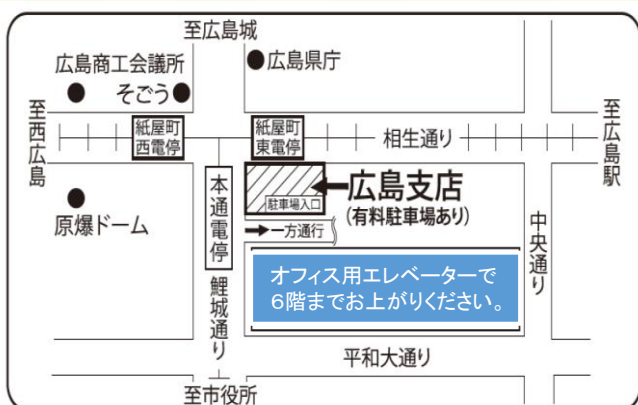 至広島城
広島商工会議所
そごう
広島県庁
至西広島
紙屋町
西電停
紙屋町
東電停
相生通り
至広島駅
原爆ドーム
本通電停
駐車場入口
広島支店
(有料駐車場あり)
一方通行
中央通り
オフィス用エレベーターで
6階までお上がりください。
鯉城通り
平和大通り
至市役所